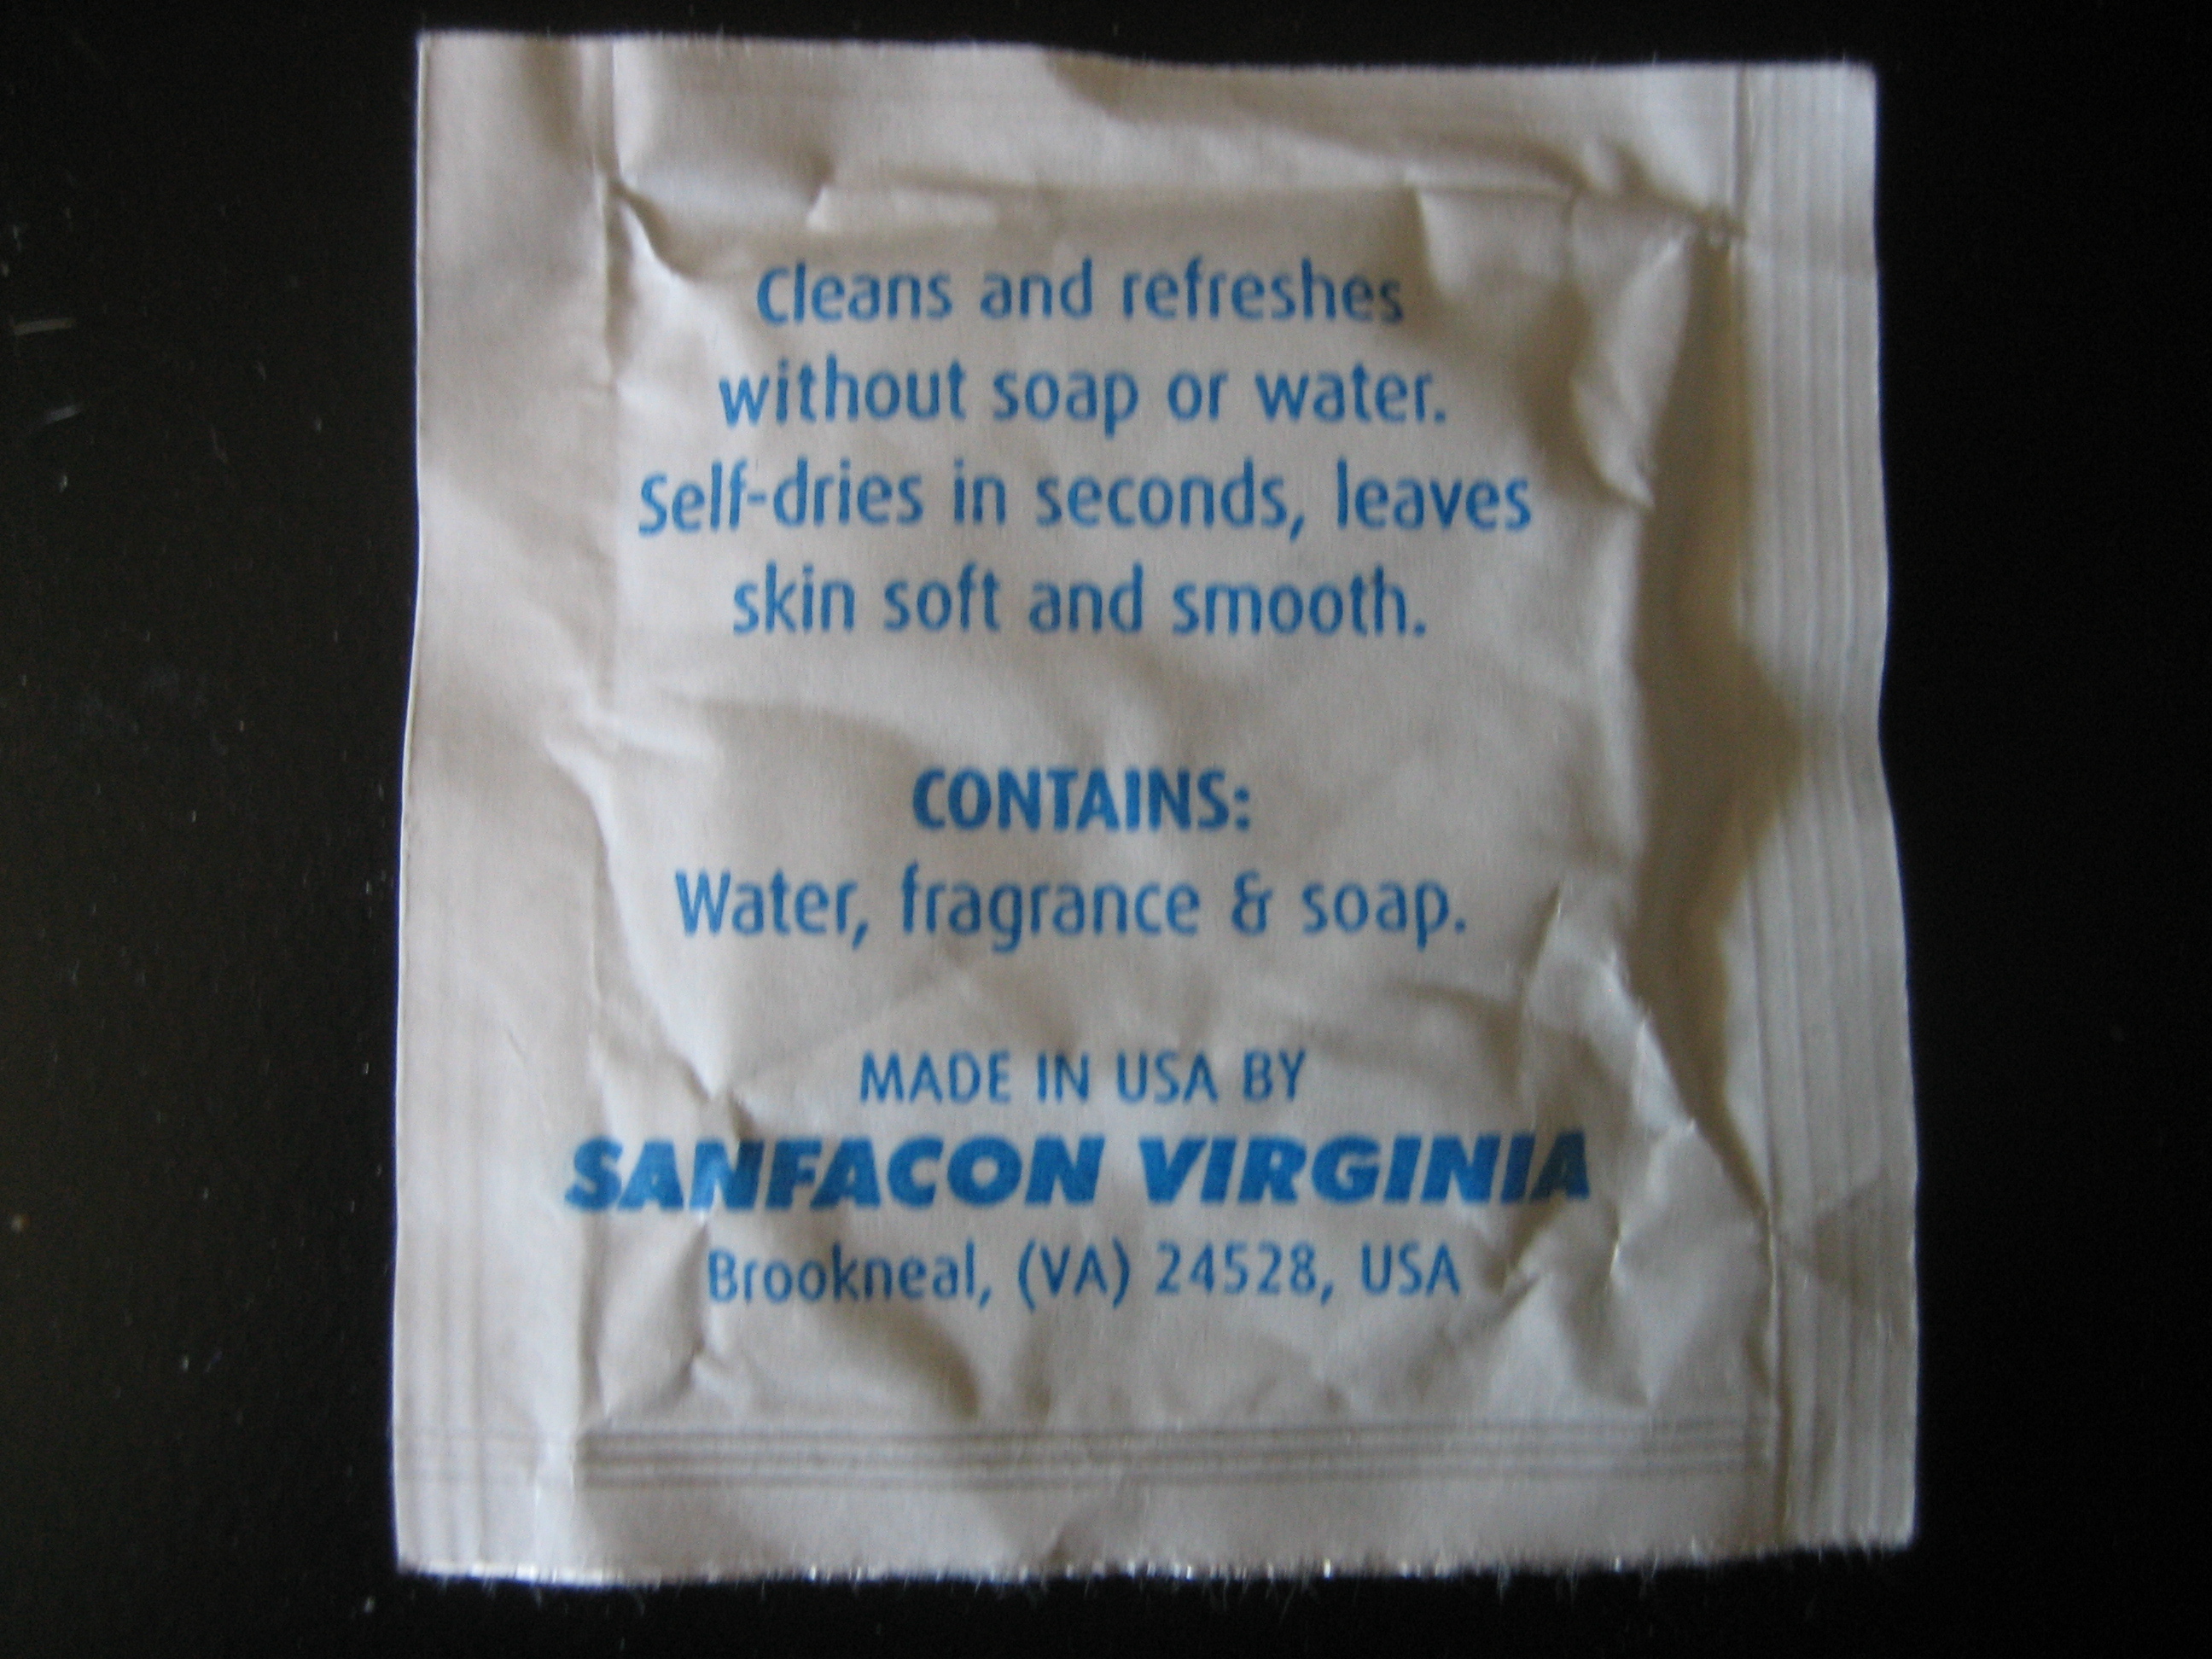 Cleans and refreshes
without soap or water.
Self-dries in seconds, leaves
skin soft and smooth.
CONTAINS:
Water, fragrance & soap.
MADE IN USA BY
SANFACON VIRGINIA
Brookneal, (VA) 24528, USA